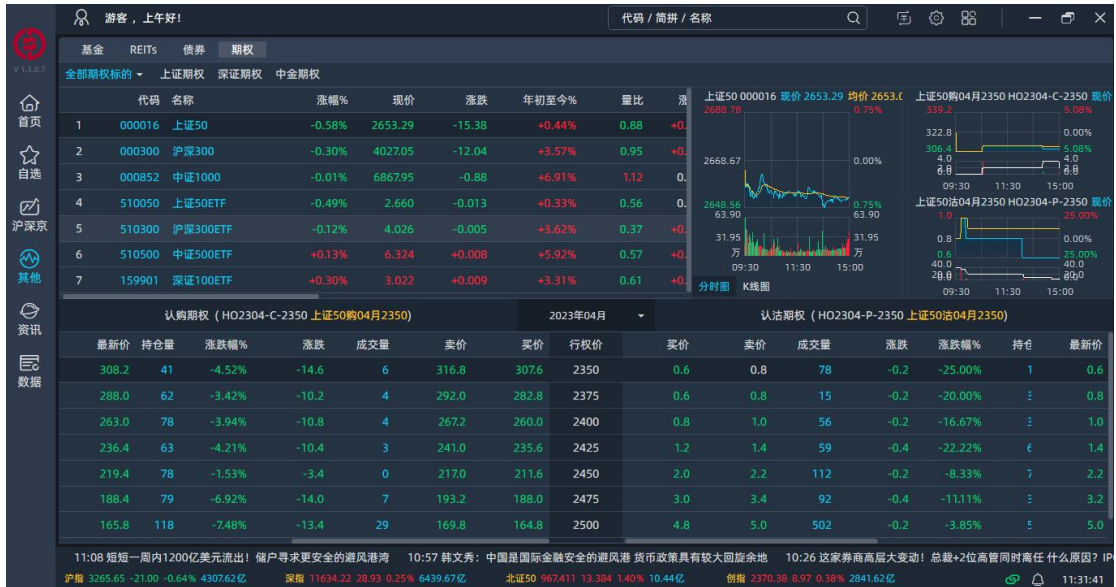 游客，上午好！ 代码 / 简拼 / 名称
V 1.3.0.7
首页
自选
沪深京
其他
资讯
数据
基金 REITs 债券 期权
全部期权标的 上证期权 深证期权 中金期权
代码 名称 涨幅% 现价 涨跌 年初至今% 量比 涨
1 000016 上证50 -0.58% 2653.29 -15.38 +0.44% 0.88 +0.
2 000300 沪深300 -0.30% 4027.05 -12.04 +3.57% 0.95 +0.
3 000852 中证1000 -0.01% 6867.95 -0.88 +6.91% 1.12 0.
4 510050 上证50ETF -0.49% 2.660 -0.013 +0.33% 0.56 0.
5 510300 沪深300ETF -0.12% 4.026 -0.005 +3.62% 0.37 +0.
6 510500 中证500ETF +0.13% 6.324 +0.008 +5.92% 0.57 +0.
7 159901 深证100ETF +0.30% 3.022 +0.009 +3.31% 0.61 +0.
上证50 000016 现价 2653.29 均价 2653.0
2688.78 0.75%
2668.67 0.00%
2648.56 0.75%
63.90 63.90
31.95 31.95
万 万
09:30 11:30 15:00
分时图 K线图
上证50购04月2350 HO2304-C-2350 现价
339.2 5.08%
322.8 0.00%
306.4 5.08%
4.0 4.0
09:30 11:30 15:00
上证50沽04月2350 HO2304-P-2350 现价
1.0 25.00%
0.8 0.00%
0.6 25.00%
40.0 40.0
09:30 11:30 15:00
认购期权 ( HO2304-C-2350 上证50购04月2350) 2023年04月 认沽期权 ( HO2304-P-2350 上证50沽04月2350)
最新价 持仓量 涨跌幅% 涨跌 成交量 卖价 买价 行权价 买价 卖价 成交量 涨跌 涨跌幅% 持仓 最新价
308.2 41 -4.52% -14.6 6 316.8 307.6 2350 0.6 0.8 78 -0.2 -25.00% 1 0.6
288.0 62 -3.42% -10.2 4 292.0 282.8 2375 0.6 0.8 15 -0.2 -20.00% 0.8
263.0 78 -3.94% -10.8 4 267.2 260.0 2400 0.8 1.0 56 -0.2 -16.67% 1.0
236.4 63 -4.21% -10.4 3 241.0 235.6 2425 1.2 1.4 59 -0.4 -22.22% 1.4
219.4 78 -1.53% -3.4 0 217.0 211.6 2450 2.0 2.2 112 -0.2 -8.33% 2.2
188.4 79 -6.92% -14.0 7 193.2 188.0 2475 3.0 3.4 92 -0.4 -11.11% 3.2
165.8 118 -7.48% -13.4 29 169.8 164.8 2500 4.8 5.0 502 -0.2 -3.85% 5.0
11:08 短短一周内1200亿美元流出！储户寻求更安全的避风港湾 10:57 韩文秀：中国是国际金融安全的避风港 货币政策具有较大回旋余地 10:26 这家券商高层大变动！总裁+2位高管同时离任 什么原因？ IP
沪指 3265.65 -21.00 -0.64% 4307.62亿 深指 11634.22 28.93 0.25% 6439.67亿 北证50 967.411 13.384 1.40% 10.44亿 创指 2370.38 8.97 0.38% 2841.62亿 11:31:41